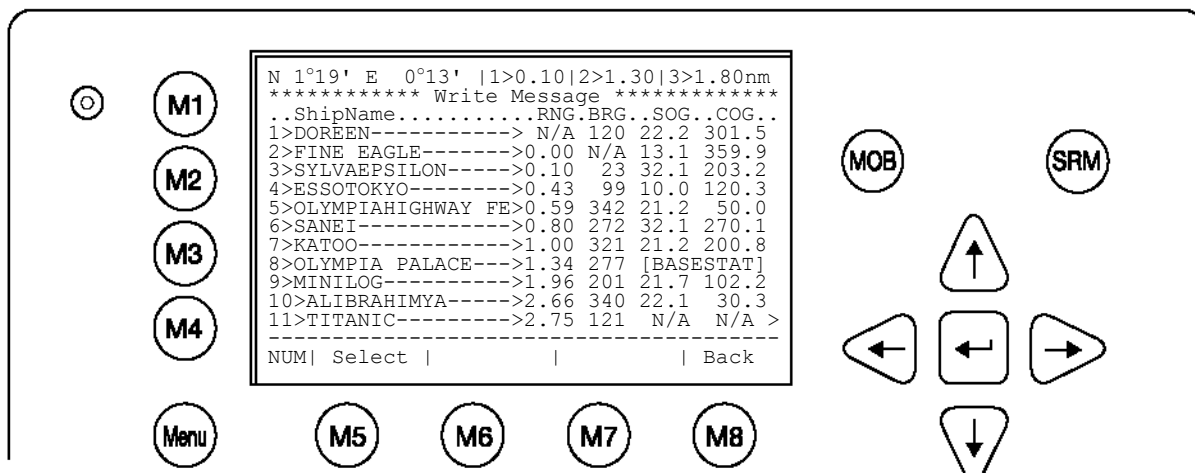 N 1°19' E  0°13' |1>0.10|2>1.30|3>1.80nm
************ Write Message *************
..ShipName...........RNG.BRG..SOG..COG..
1>DOREEN-----------> N/A 120 22.2 301.5
2>FINE EAGLE------->0.00 N/A 13.1 359.9
3>SYLVAEPSILON----->0.10  23 32.1 203.2
4>ESSOTOKYO-------->0.43  99 10.0 120.3
5>OLYMPIAHIGHWAY FE>0.59 342 21.2  50.0
6>SANEI------------>0.80 272 32.1 270.1
7>KATOO------------>1.00 321 21.2 200.8
8>OLYMPIA PALACE--->1.34 277 [BASESTAT]
9>MINILOG---------->1.96 201 21.7 102.2
10>ALIBRAHIMYA----->2.66 340 22.1  30.3
11>TITANIC--------->2.75 121  N/A  N/A >
----------------------------------------
NUM| Select |         |         | Back
M1
M2
M3
M4
Menu
M5
M6
M7
M8
MOB
SRM